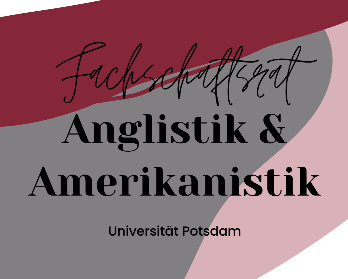 Fachschaftsrat
Anglistik &
Amerikanistik
Universität Potsdam